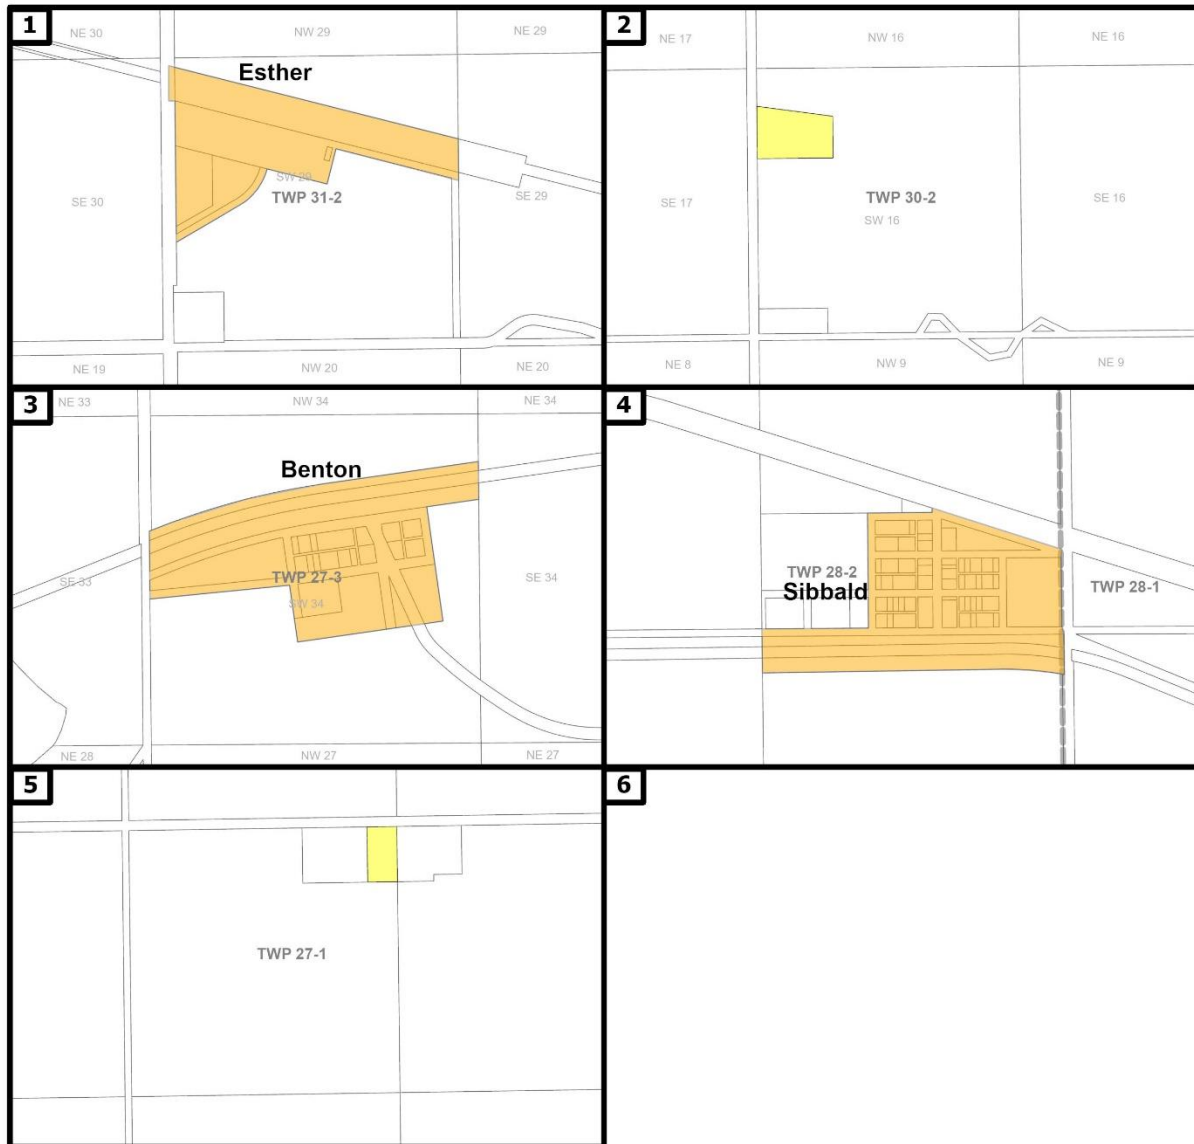 1
NE 30
NW 29
NE 29
Esther
SW 29
TWP 31-2
SE 30
SE 29
NE 19
NW 20
NE 20
2
NE 17
NW 16
NE 16
SE 17
TWP 30-2
SW 16
SE 16
NE 8
NW 9
NE 9
3
NE 33
NW 34
NE 34
Benton
SE 33
TWP 27-3
SW 34
SE 34
NE 28
NW 27
NE 27
4
TWP 28-2
Sibbald
TWP 28-1
5
TWP 27-1
6